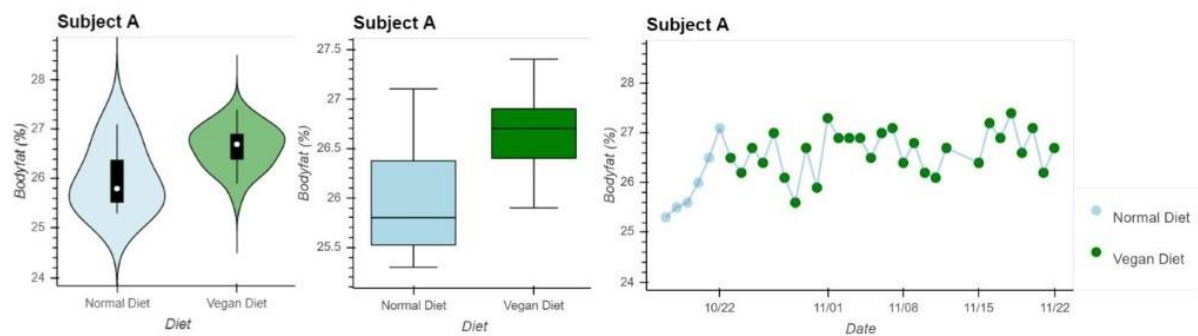 Subject A
Bodyfat (%)
28
27
26
25
24
Normal Diet
Vegan Diet
Diet
Subject A
Bodyfat (%)
27.5
27
26.5
26
25.5
Normal Diet
Vegan Diet
Diet
Subject A
Bodyfat (%)
28
27
26
25
24
10/22
11/01
11/08
11/15
11/22
Date
Normal Diet
Vegan Diet